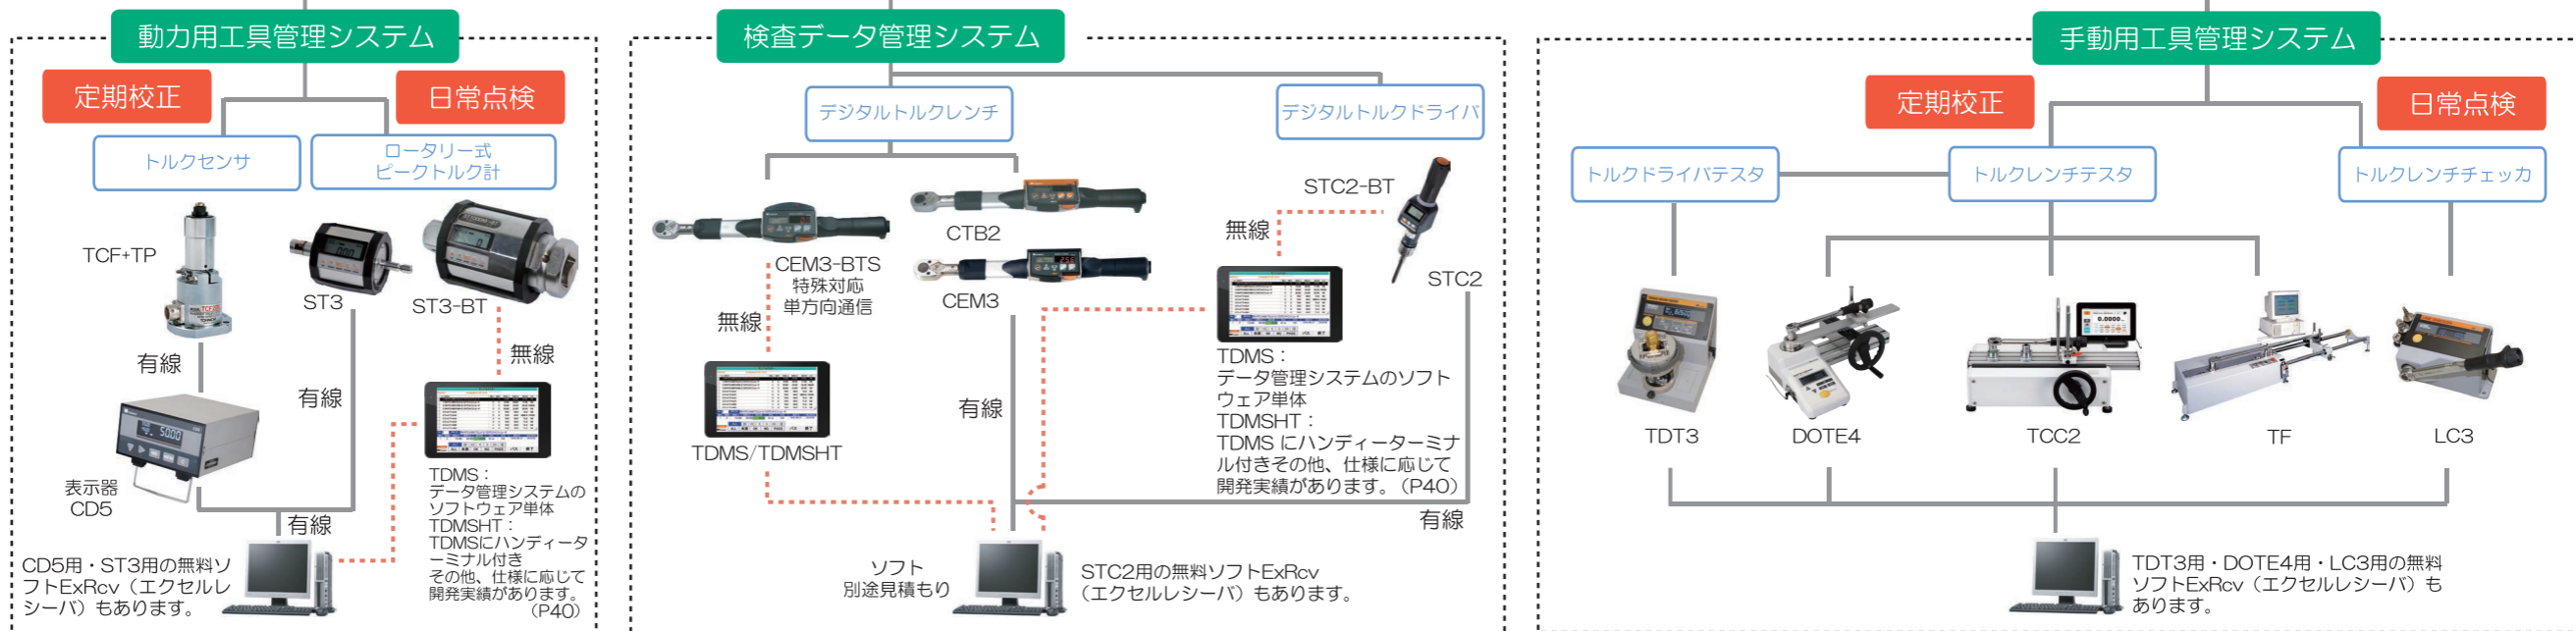 動力用工具管理システム
定期校正
日常点検
トルクセンサ
ロータリー式
ピークトルク計
TCF+TP
ST3
ST3-BT
有線
有線
無線
表示器
CD5
有線
TDMS：
データ管理システムの
ソフトウェア単体
TDMSHT：
TDMSにハンディータ
ーミナル付き
その他、仕様に応じて
開発実績があります。
（P40）
CD5用・ST3用の無料ソ
フトExRcv（エクセルレ
シーバ）もあります。
検査データ管理システム
デジタルトルクレンチ
デジタルトルクドライバ
CEM3-BTS
特殊対応
単方向通信
CTB2
CEM3
STC2-BT
無線
STC2
無線
TDMS/TDMSHT
有線
TDMS：
データ管理システムのソフト
ウェア単体
TDMSHT：
TDMS にハンディーターミナ
ル付きその他、仕様に応じて
開発実績があります。（P40）
有線
ソフト
別途見積もり
STC2用の無料ソフトExRcv
（エクセルレシーバ）もあります。
手動用工具管理システム
定期校正
日常点検
トルクドライバテスタ
トルクレンチテスタ
トルクレンチチェッカ
TDT3
DOTE4
TCC2
TF
LC3
TDT3用・DOTE4用・LC3用の無料
ソフトExRcv（エクセルレシーバ）も
あります。